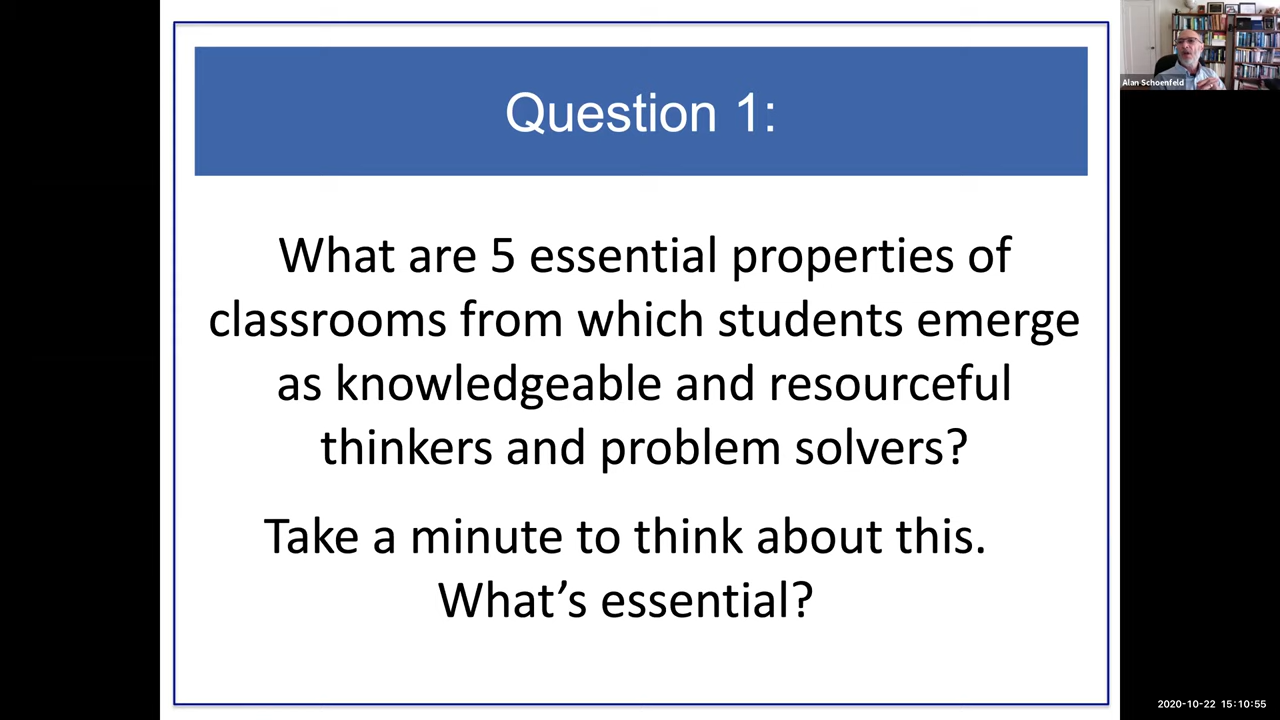 Question 1:
What are 5 essential properties of
classrooms from which students emerge
as knowledgeable and resourceful
thinkers and problem solvers?
Take a minute to think about this.
What’s essential?
Alan Schoenfeld
2020-10-22 15:10:55